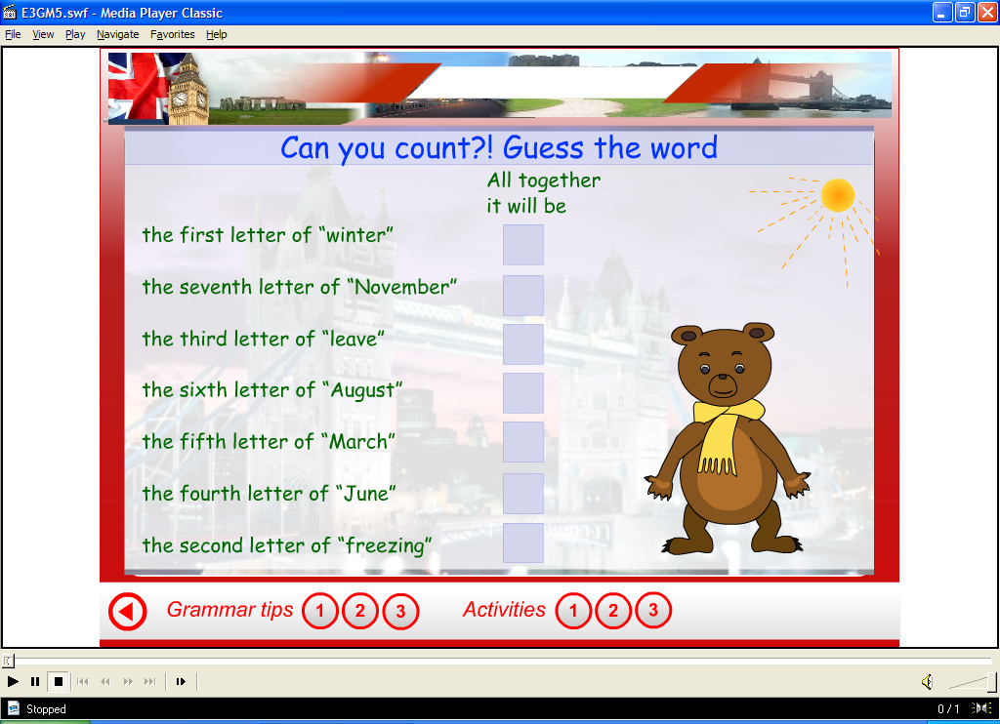 E3GM5.swf - Media Player Classic
File View Play Navigate Favorites Help
Can you count?! Guess the word
All together
it will be
the first letter of “winter”
the seventh letter of “November”
the third letter of “leave”
the sixth letter of “August”
the fifth letter of “March”
the fourth letter of “June”
the second letter of “freezing”
Grammar tips 1 2 3 Activities 1 2 3
Stopped 0 / 1